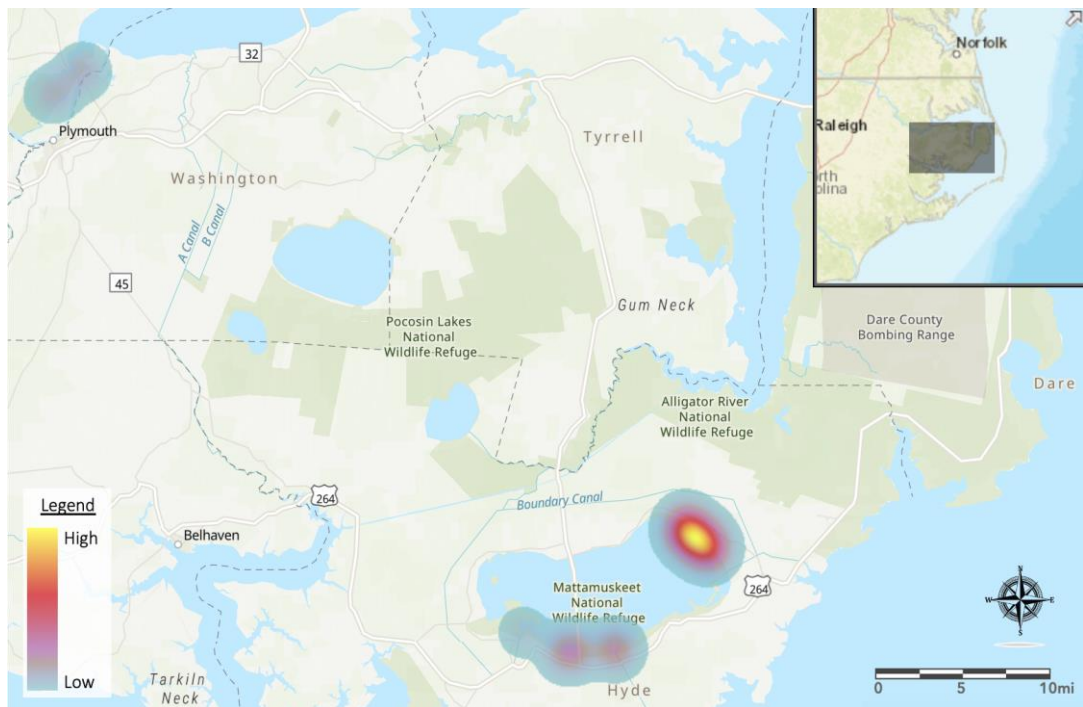 32
Plymouth
Washington
Tyrrell
A Canal
B Canal
45
Gum Neck
Pocosin Lakes
National
Wildlife Refuge
Dare County
Bombing Range
Dare
Alligator River
National
Wildlife Refuge
264
Boundary Canal
Belhaven
Mattamuskeet
National
Wildlife Refuge
264
Tarkiln
Neck
Hyde
Norfolk
Raleigh
rth
olina
Legend
High
Low
N
W
E
S
0
5
10mi